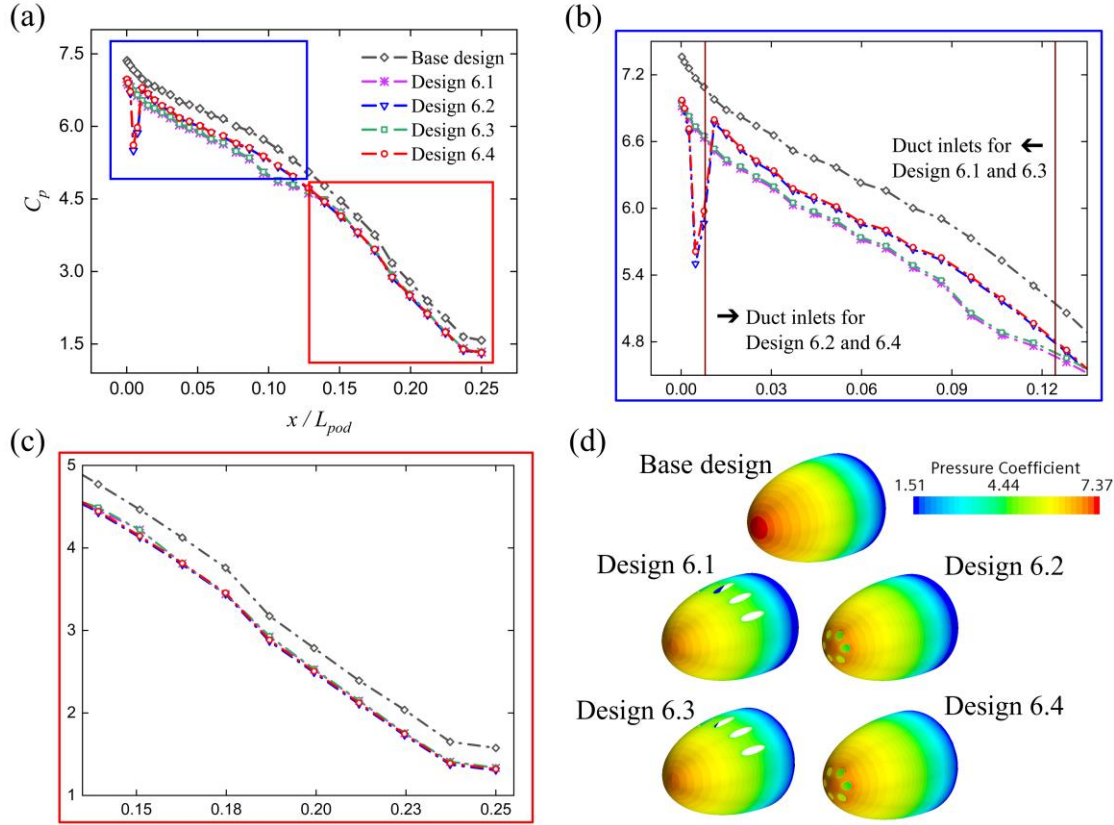 (a)
7.5
6.0
4.5
3.0
1.5
C_p
0.00
0.05
0.10
0.15
0.20
0.25
x / L_pod
Base design
Design 6.1
Design 6.2
Design 6.3
Design 6.4
(b)
7.2
6.6
6.0
5.4
4.8
0.00
0.03
0.06
0.09
0.12
Duct inlets for ←
Design 6.1 and 6.3
→ Duct inlets for
Design 6.2 and 6.4
(c)
5
4
3
2
1
0.15
0.18
0.20
0.23
0.25
(d)
Base design
Pressure Coefficient
1.51
4.44
7.37
Design 6.1
Design 6.2
Design 6.3
Design 6.4